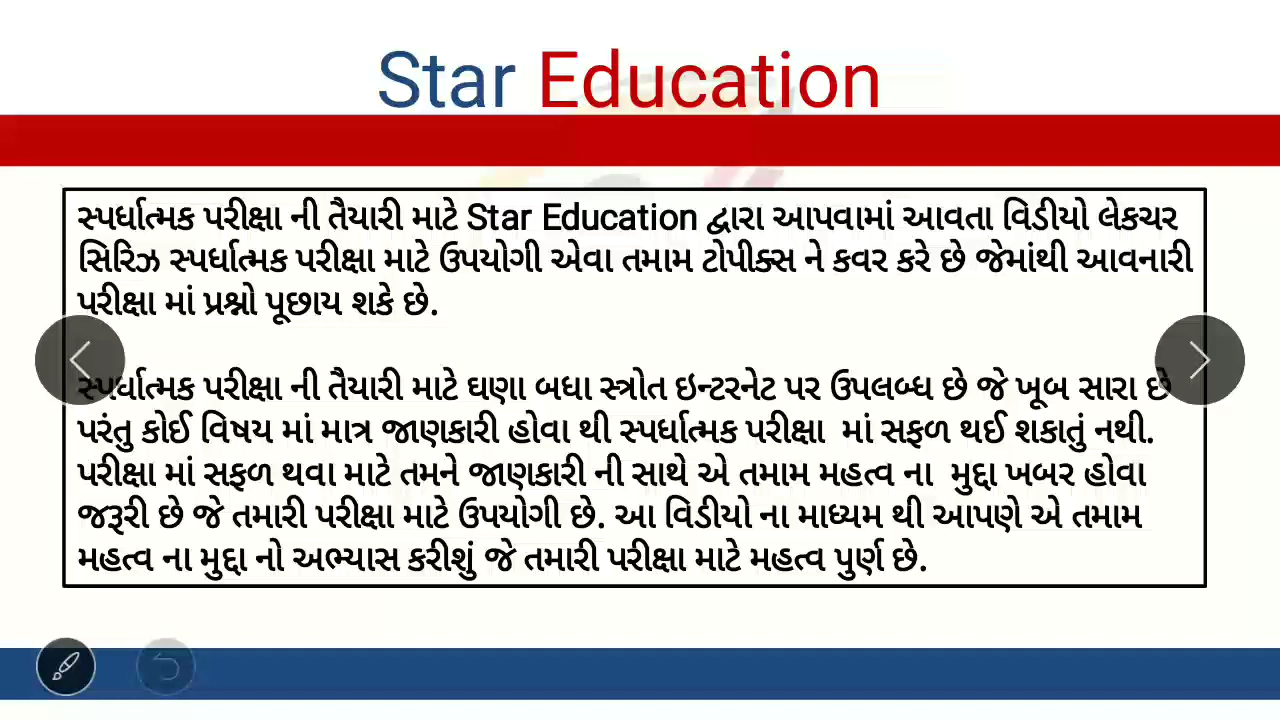 Star Education
સ્પર્ધાત્મક પરીક્ષા ની તૈયારી માટે Star Education દ્વારા આપવામાં આવતા વિડીયો લેકચર
સિરિઝ સ્પર્ધાત્મક પરીક્ષા માટે ઉપયોગી એવા તમામ ટોપીક્સ ને કવર કરે છે જેમાંથી આવનારી
પરીક્ષા માં પ્રશ્નો પૂછાય શકે છે.
સ્પર્ધાત્મક પરીક્ષા ની તૈયારી માટે ઘણા બધા સ્ત્રોત ઇન્ટરનેટ પર ઉપલબ્ધ છે જે ખૂબ સારા છે
પરંતુ કોઈ વિષય માં માત્ર જાણકારી હોવા થી સ્પર્ધાત્મક પરીક્ષા માં સફળ થઈ શકાતું નથી.
પરીક્ષા માં સફળ થવા માટે તમને જાણકારી ની સાથે એ તમામ મહત્વ ના મુદ્દા ખબર હોવા
જરૂરી છે જે તમારી પરીક્ષા માટે ઉપયોગી છે. આ વિડીયો ના માધ્યમ થી આપણે એ તમામ
મહત્વ ના મુદ્દા નો અભ્યાસ કરીશું જે તમારી પરીક્ષા માટે મહત્વ પુર્ણ છે.